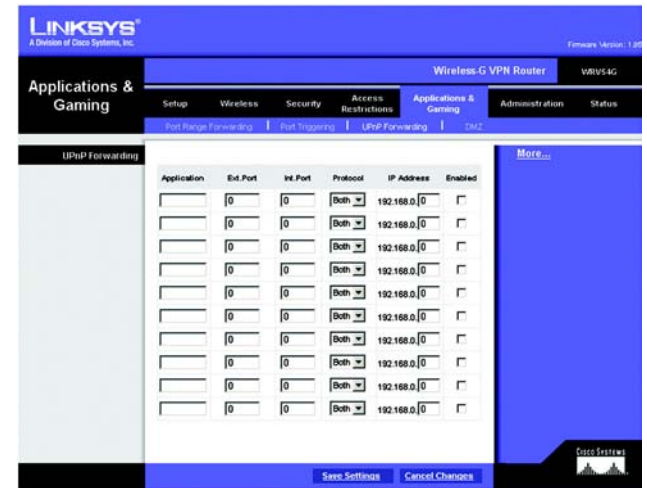 LINKSYS®
A Division of Cisco Systems, Inc.
Firmware Version: 1.05
Wireless-G VPN Router WRV54G
Applications & Gaming
Setup Wireless Security Access Restrictions Applications & Gaming Administration Status
Port Range Forwarding Port Triggering UPnP Forwarding DMZ
UPnP Forwarding
More...
Application Ext.Port Int.Port Protocol IP Address Enabled
0 0 Both 192.168.0. 0
0 0 Both 192.168.0. 0
0 0 Both 192.168.0. 0
0 0 Both 192.168.0. 0
0 0 Both 192.168.0. 0
0 0 Both 192.168.0. 0
0 0 Both 192.168.0. 0
0 0 Both 192.168.0. 0
0 0 Both 192.168.0. 0
0 0 Both 192.168.0. 0
Save Settings Cancel Changes
CISCO SYSTEMS